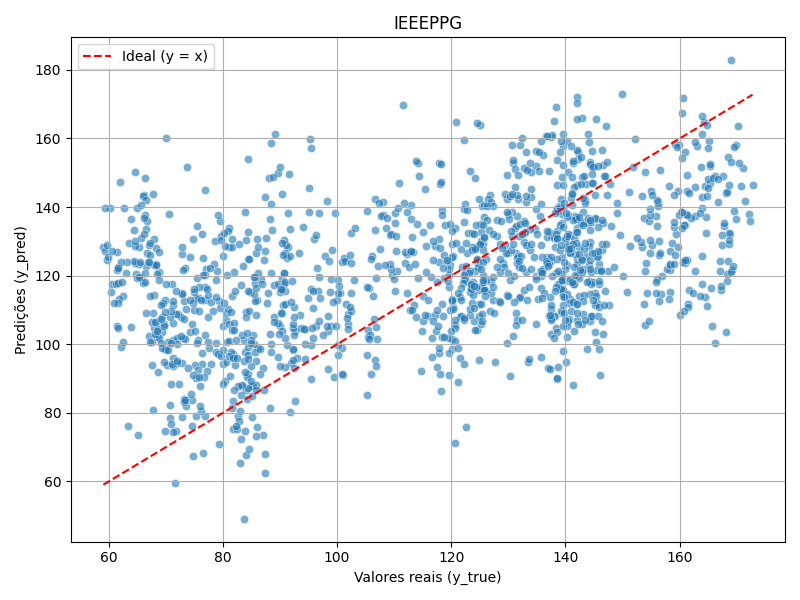 IEEEPPG
Ideal (y = x)
180
160
140
120
100
80
60
Predições (y_pred)
60 80 100 120 140 160
Valores reais (y_true)